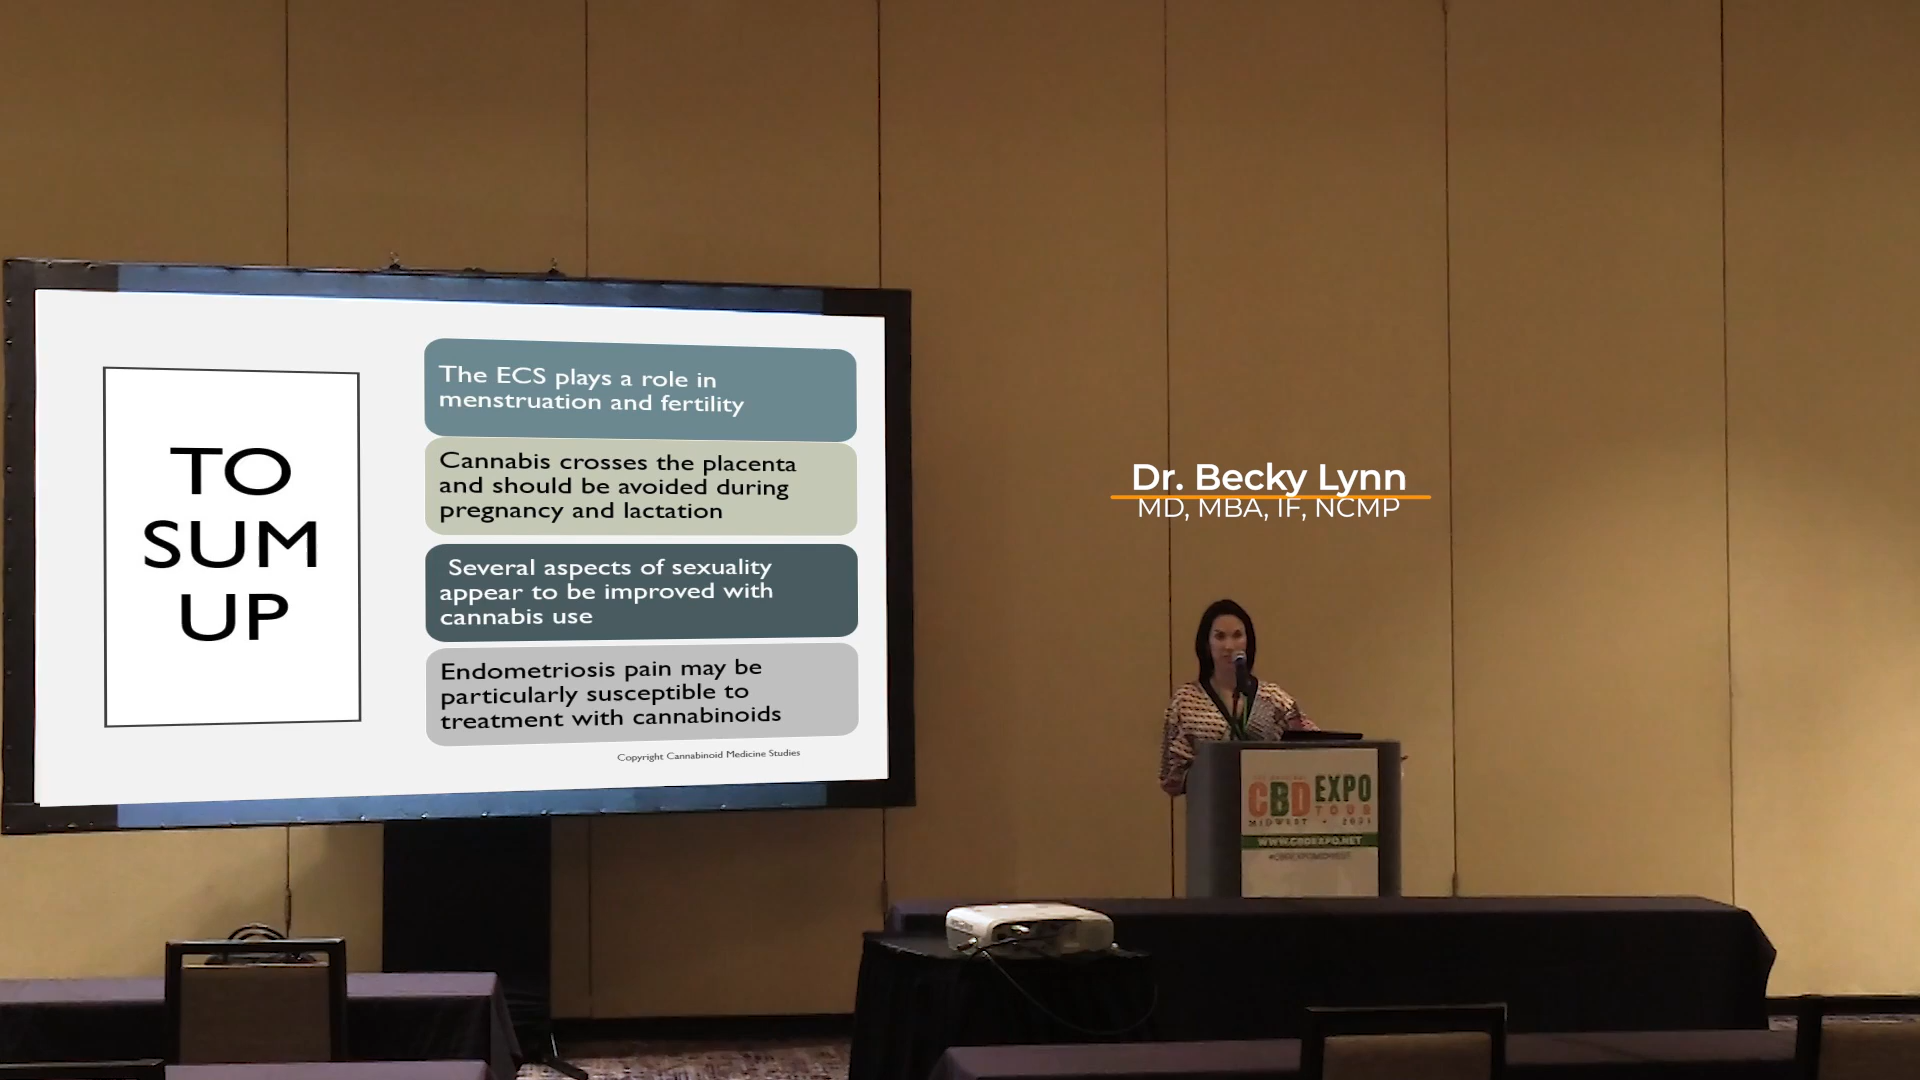 TO
SUM
UP
The ECS plays a role in
menstruation and fertility
Cannabis crosses the placenta
and should be avoided during
pregnancy and lactation
Several aspects of sexuality
appear to be improved with
cannabis use
Endometriosis pain may be
particularly susceptible to
treatment with cannabinoids
Copyright Cannabinoid Medicine Studies
Dr. Becky Lynn
MD, MBA, IF, NCMP
CBD EXPO
TOUR
MIDWEST • 2021
WWW.CBDEXPO.NET
#CBDEXPOMIDWEST